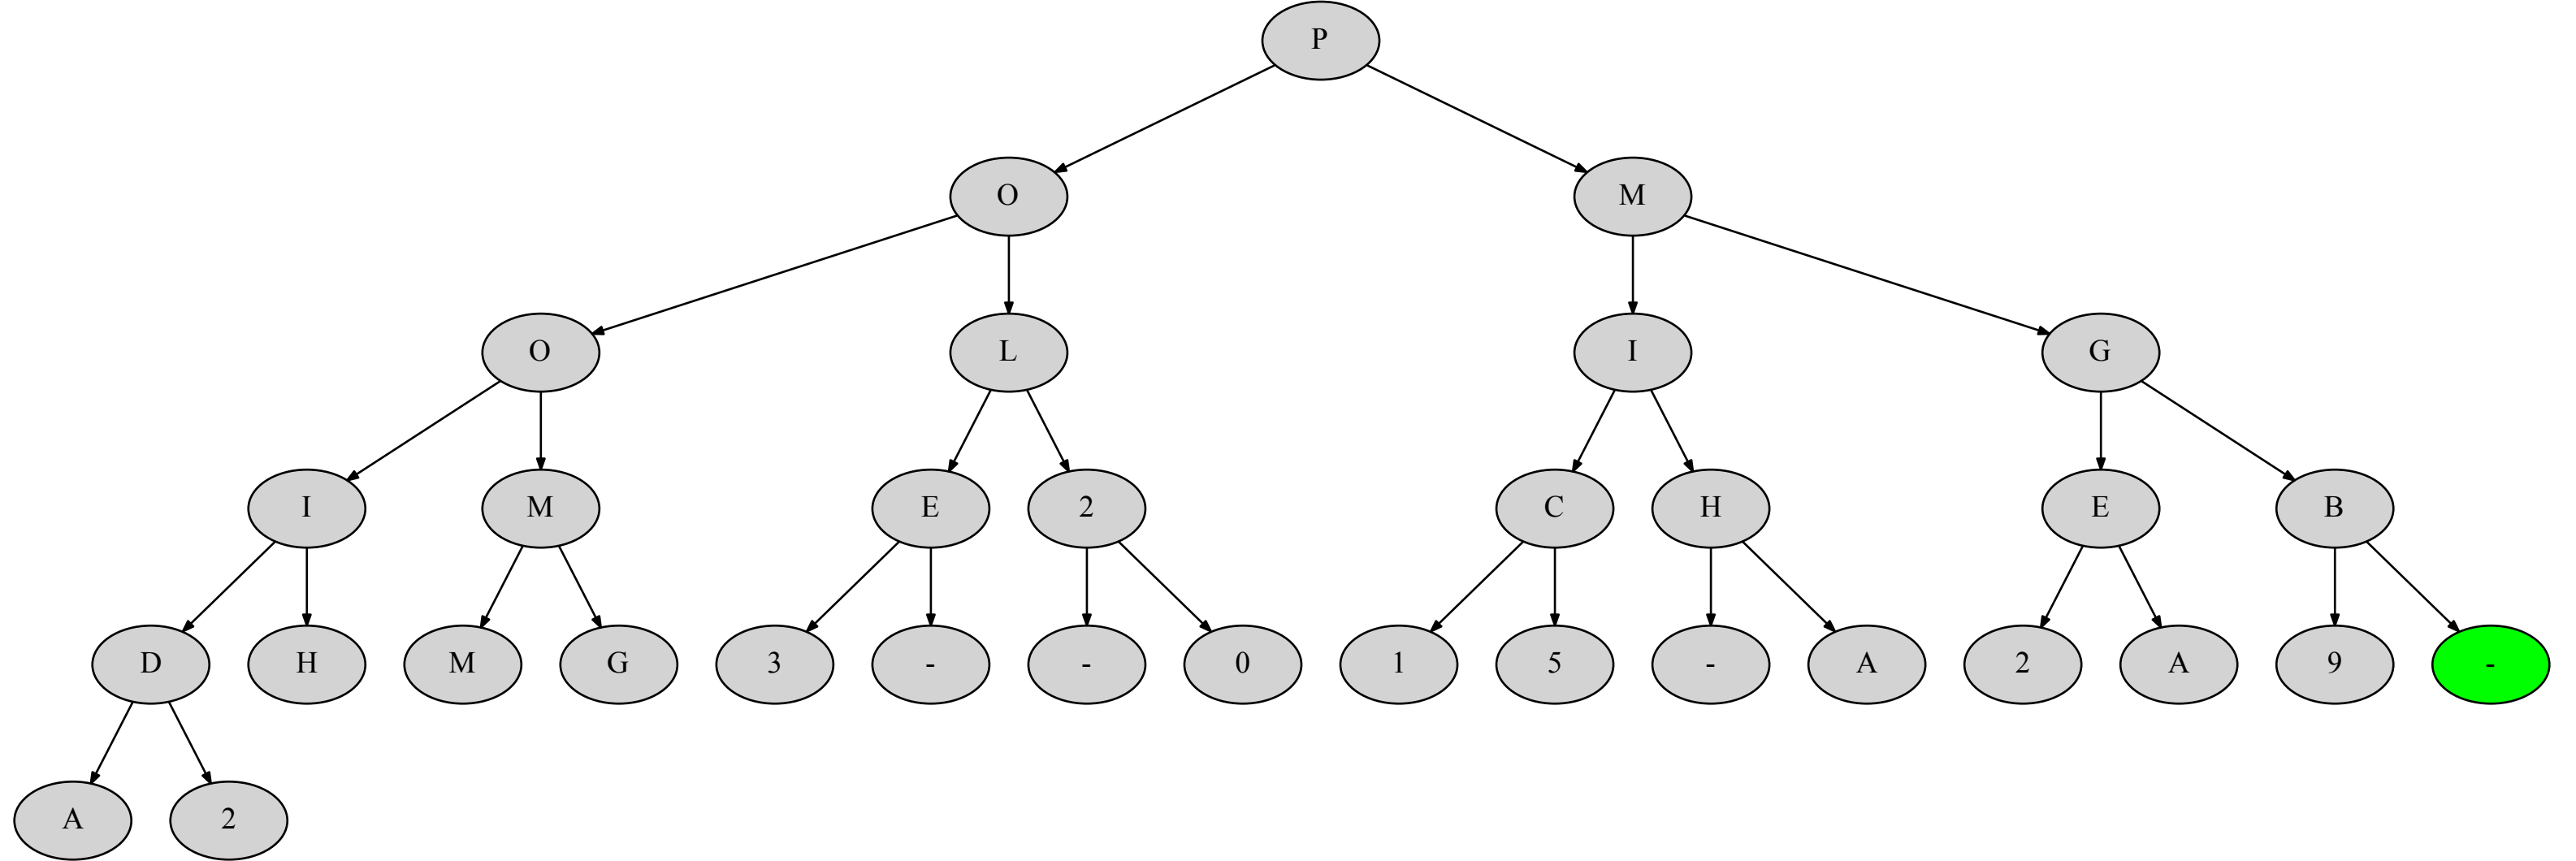 P
O M
O L I G
I M E 2 C H E B
D H M G 3 - - 0 1 5 - A 2 A 9 -
A 2